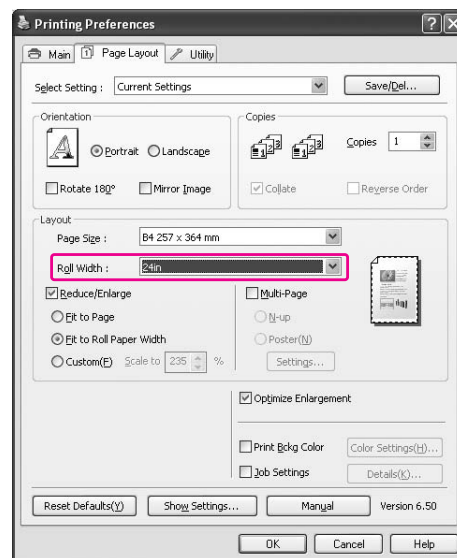 Printing Preferences
Main Page Layout Utility
Select Setting : Current Settings Save/Del...
Orientation
Portrait Landscape
Rotate 180° Mirror Image
Copies
Copies 1
Collate Reverse Order
Layout
Page Size : B4 257 x 364 mm
Roll Width : 24in
Reduce/Enlarge
Fit to Page
Fit to Roll Paper Width
Custom(F) Scale to 235 %
Multi-Page
N-up
Poster(N)
Settings...
Optimize Enlargement
Print Bckg Color Color Settings(H)...
Job Settings Details(K)...
Reset Defaults(Y) Show Settings... Manual Version 6.50
OK Cancel Help